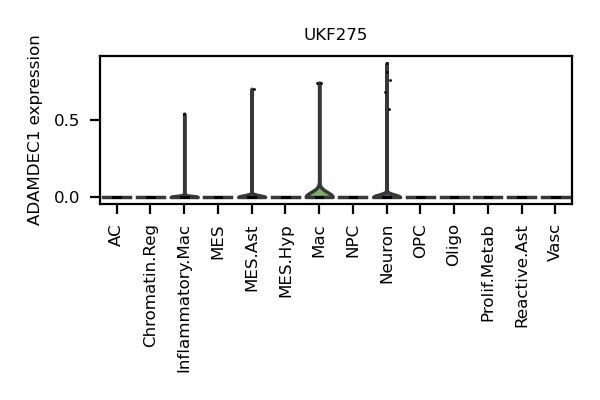 UKF275
ADAMDEC1 expression
0.5
0.0
AC
Chromatin.Reg
Inflammatory.Mac
MES
MES.Ast
MES.Hyp
Mac
NPC
Neuron
OPC
Oligo
Prolif.Metab
Reactive.Ast
Vasc